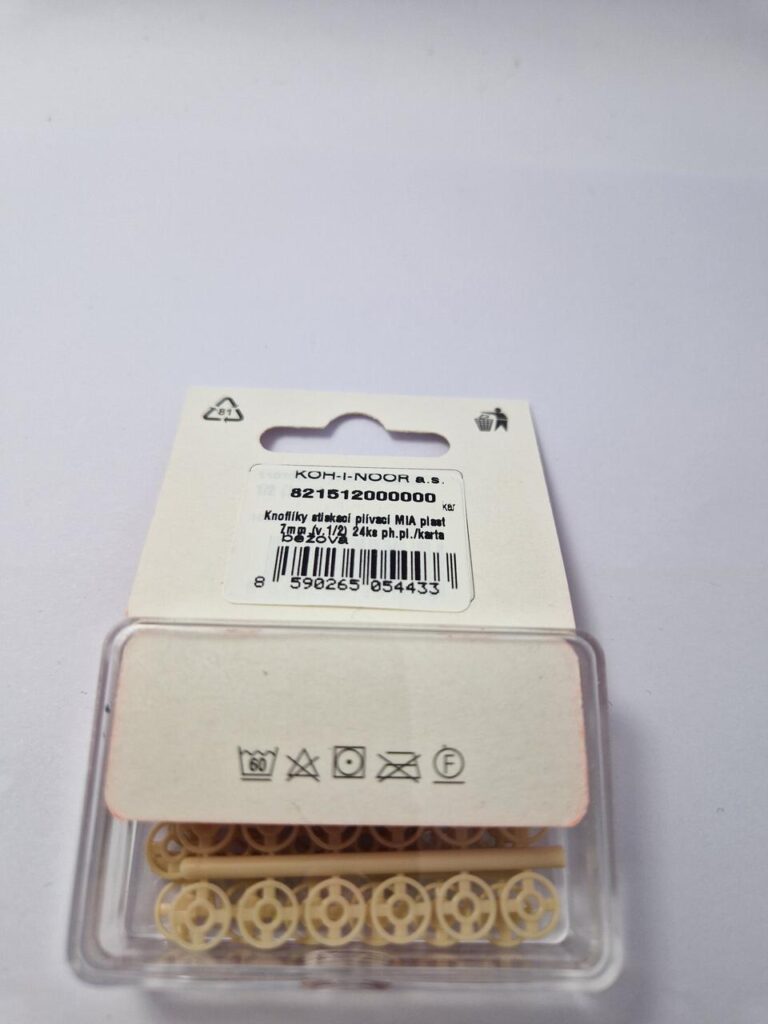 81
KOH-I-NOOR a.s.
821512000000
kar
Knoflíky stiskací plívací MIA plast
7mm (v.1/2) 24ks ph.pl./karta
béžová
8 590265 054433
60
F